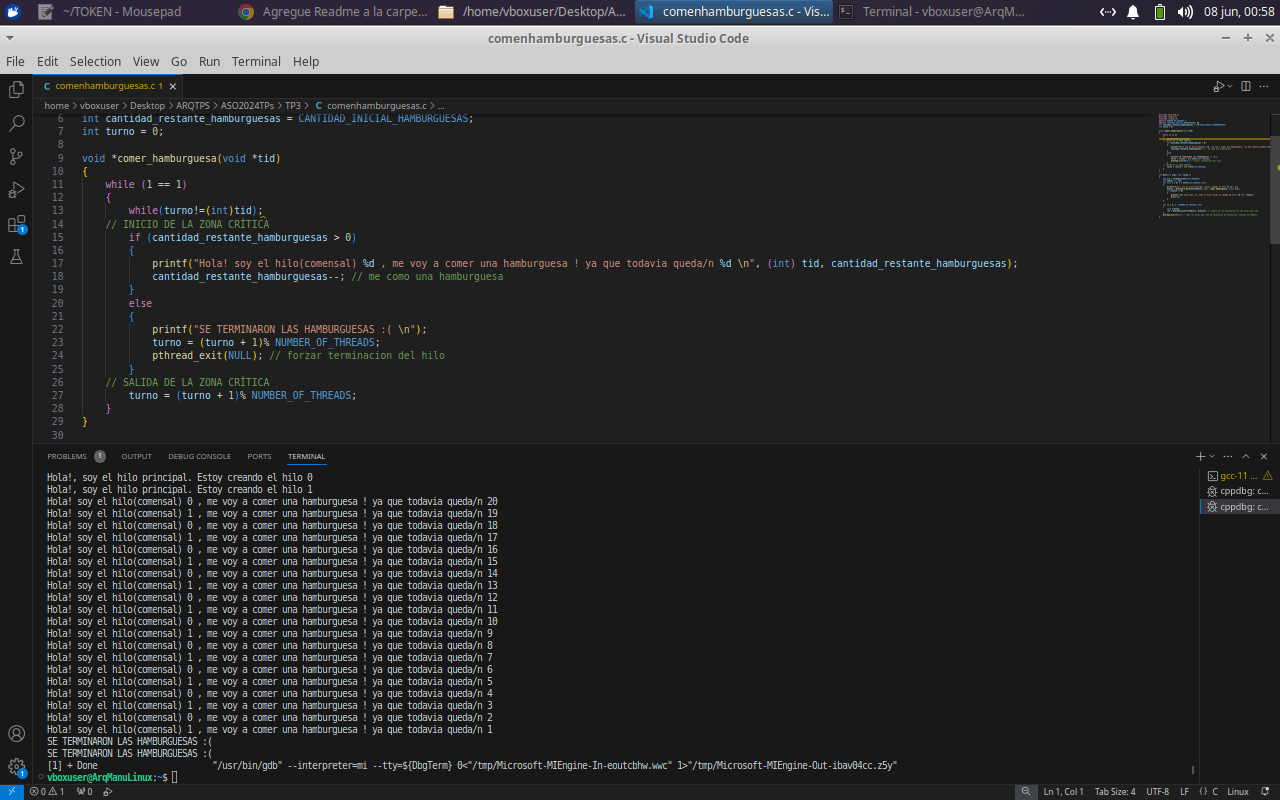 ~/TOKEN - Mousepad
Agregue Readme a la carpe...
/home/vboxuser/Desktop/A...
comenhamburguesas.c - Vis...
Terminal - vboxuser@ArqM...
08 jun, 00:58
comenhamburguesas.c - Visual Studio Code
File Edit Selection View Go Run Terminal Help
C comenhamburguesas.c 1 ×
home > vboxuser > Desktop > ARQTPS > ASO2024TPs > TP3 > C comenhamburguesas.c > ...
6 int cantidad_restante_hamburguesas = CANTIDAD_INICIAL_HAMBURGUESAS;
7 int turno = 0;
8
9 void *comer_hamburguesa(void *tid)
10 {
11 while (1 == 1)
12 {
13 while(turno!=(int)tid);
14 // INICIO DE LA ZONA CRÍTICA
15 if (cantidad_restante_hamburguesas > 0)
16 {
17 printf("Hola! soy el hilo(comensal) %d , me voy a comer una hamburguesa ! ya que todavia queda/n %d \n", (int) tid, cantidad_restante_hamburguesas);
18 cantidad_restante_hamburguesas--; // me como una hamburguesa
19 }
20 else
21 {
22 printf("SE TERMINARON LAS HAMBURGUESAS :( \n");
23 turno = (turno + 1)% NUMBER_OF_THREADS;
24 pthread_exit(NULL); // forzar terminacion del hilo
25 }
26 // SALIDA DE LA ZONA CRÍTICA
27 turno = (turno + 1)% NUMBER_OF_THREADS;
28 }
29 }
30
PROBLEMS 1 OUTPUT DEBUG CONSOLE PORTS TERMINAL
Hola!, soy el hilo principal. Estoy creando el hilo 0
Hola!, soy el hilo principal. Estoy creando el hilo 1
Hola! soy el hilo(comensal) 0 , me voy a comer una hamburguesa ! ya que todavia queda/n 20
Hola! soy el hilo(comensal) 1 , me voy a comer una hamburguesa ! ya que todavia queda/n 19
Hola! soy el hilo(comensal) 0 , me voy a comer una hamburguesa ! ya que todavia queda/n 18
Hola! soy el hilo(comensal) 1 , me voy a comer una hamburguesa ! ya que todavia queda/n 17
Hola! soy el hilo(comensal) 0 , me voy a comer una hamburguesa ! ya que todavia queda/n 16
Hola! soy el hilo(comensal) 1 , me voy a comer una hamburguesa ! ya que todavia queda/n 15
Hola! soy el hilo(comensal) 0 , me voy a comer una hamburguesa ! ya que todavia queda/n 14
Hola! soy el hilo(comensal) 1 , me voy a comer una hamburguesa ! ya que todavia queda/n 13
Hola! soy el hilo(comensal) 0 , me voy a comer una hamburguesa ! ya que todavia queda/n 12
Hola! soy el hilo(comensal) 1 , me voy a comer una hamburguesa ! ya que todavia queda/n 11
Hola! soy el hilo(comensal) 0 , me voy a comer una hamburguesa ! ya que todavia queda/n 10
Hola! soy el hilo(comensal) 1 , me voy a comer una hamburguesa ! ya que todavia queda/n 9
Hola! soy el hilo(comensal) 0 , me voy a comer una hamburguesa ! ya que todavia queda/n 8
Hola! soy el hilo(comensal) 1 , me voy a comer una hamburguesa ! ya que todavia queda/n 7
Hola! soy el hilo(comensal) 0 , me voy a comer una hamburguesa ! ya que todavia queda/n 6
Hola! soy el hilo(comensal) 1 , me voy a comer una hamburguesa ! ya que todavia queda/n 5
Hola! soy el hilo(comensal) 0 , me voy a comer una hamburguesa ! ya que todavia queda/n 4
Hola! soy el hilo(comensal) 1 , me voy a comer una hamburguesa ! ya que todavia queda/n 3
Hola! soy el hilo(comensal) 0 , me voy a comer una hamburguesa ! ya que todavia queda/n 2
Hola! soy el hilo(comensal) 1 , me voy a comer una hamburguesa ! ya que todavia queda/n 1
SE TERMINARON LAS HAMBURGUESAS :(
SE TERMINARON LAS HAMBURGUESAS :(
[1] + Done "/usr/bin/gdb" --interpreter=mi --tty=${DbgTerm} 0<"/tmp/Microsoft-MIEngine-In-eoutcbhw.wwc" 1>"/tmp/Microsoft-MIEngine-Out-ibav04cc.z5y"
vboxuser@ArqManuLinux:~$
gcc-11 ...
cppdbg: c...
cppdbg: c...
1
1
0 1 0
Ln 1, Col 1 Tab Size: 4 UTF-8 LF {} C Linux